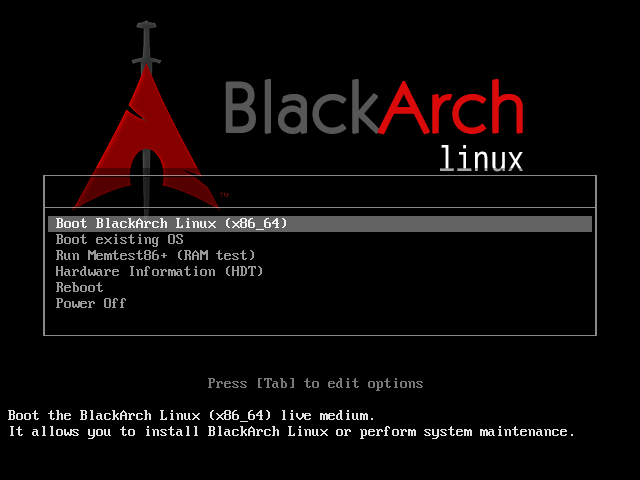 BlackArch
linux
™
Boot BlackArch Linux (x86_64)
Boot existing OS
Run Memtest86+ (RAM test)
Hardware Information (HDT)
Reboot
Power Off
Press [Tab] to edit options
Boot the BlackArch Linux (x86_64) live medium.
It allows you to install BlackArch Linux or perform system maintenance.